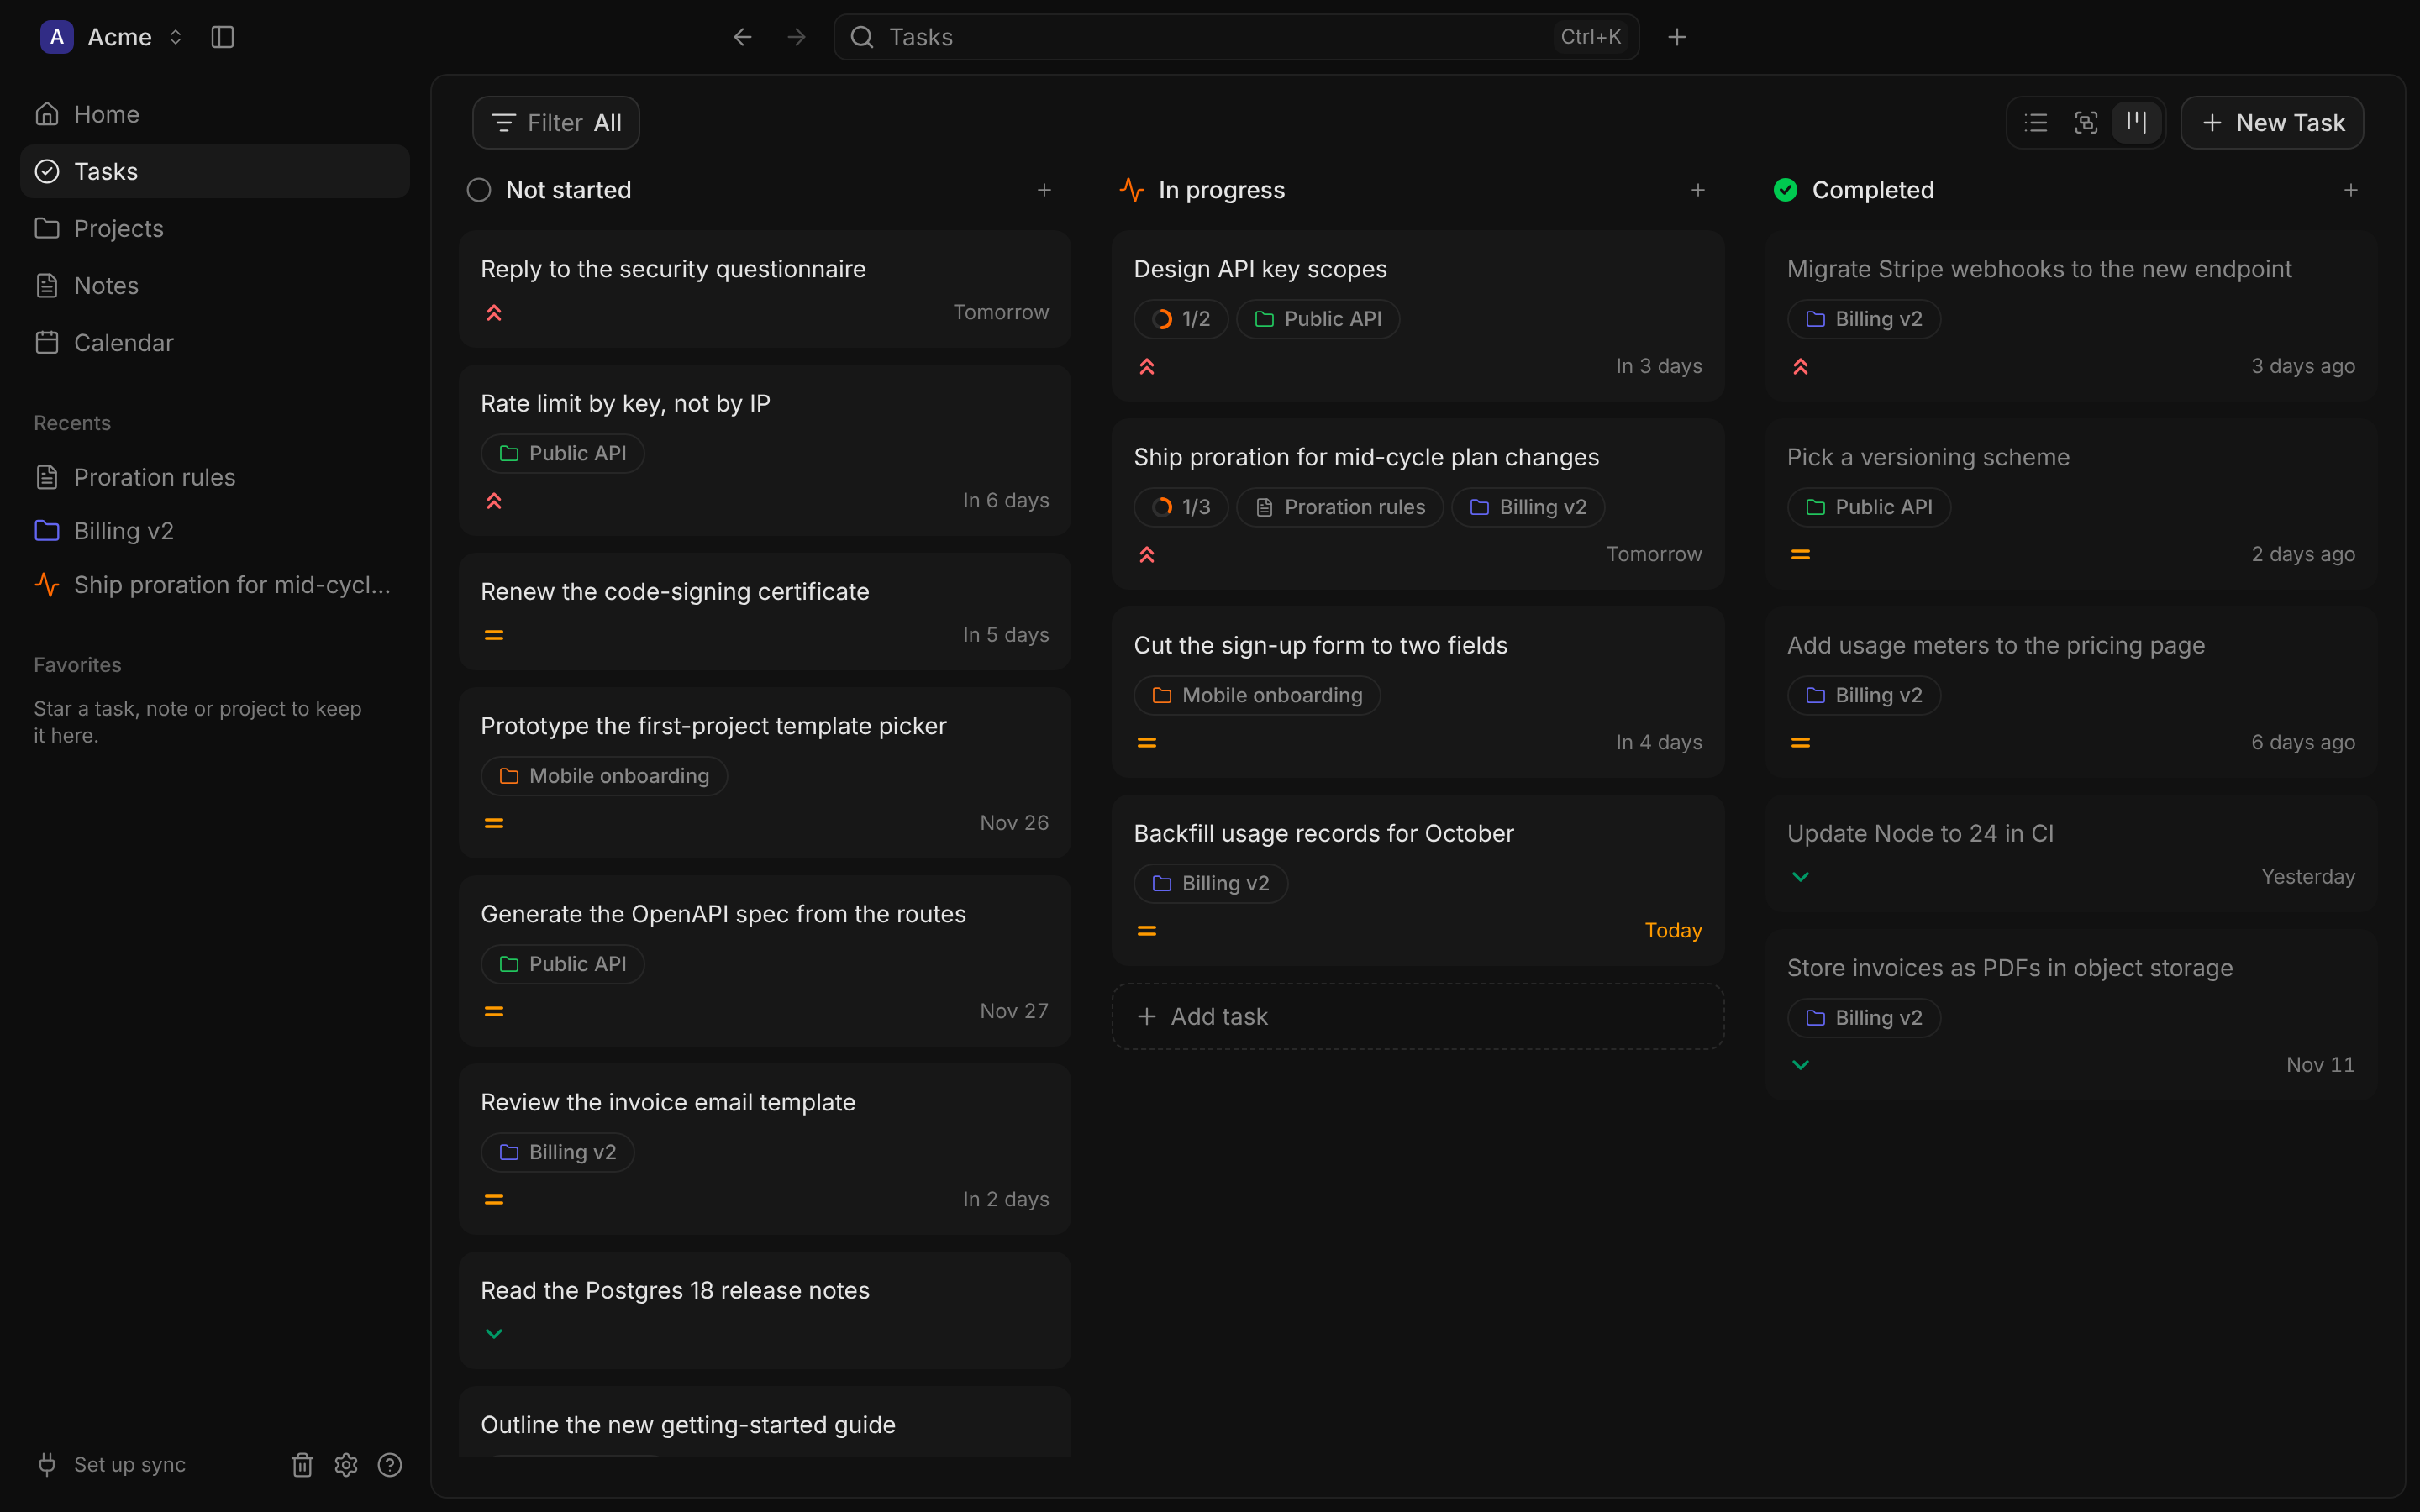 A Acme
Tasks
Ctrl+K
Home
Tasks
Projects
Notes
Calendar
Recents
Proration rules
Billing v2
Ship proration for mid-cycl...
Favorites
Star a task, note or project to keep
it here.
Set up sync
Filter All
New Task
Not started
Reply to the security questionnaire
Tomorrow
Rate limit by key, not by IP
Public API
In 6 days
Renew the code-signing certificate
In 5 days
Prototype the first-project template picker
Mobile onboarding
Nov 26
Generate the OpenAPI spec from the routes
Public API
Nov 27
Review the invoice email template
Billing v2
In 2 days
Read the Postgres 18 release notes
Outline the new getting-started guide
In progress
Design API key scopes
1/2 Public API
In 3 days
Ship proration for mid-cycle plan changes
1/3 Proration rules Billing v2
Tomorrow
Cut the sign-up form to two fields
Mobile onboarding
In 4 days
Backfill usage records for October
Billing v2
Today
Add task
Completed
Migrate Stripe webhooks to the new endpoint
Billing v2
3 days ago
Pick a versioning scheme
Public API
2 days ago
Add usage meters to the pricing page
Billing v2
6 days ago
Update Node to 24 in CI
Yesterday
Store invoices as PDFs in object storage
Billing v2
Nov 11